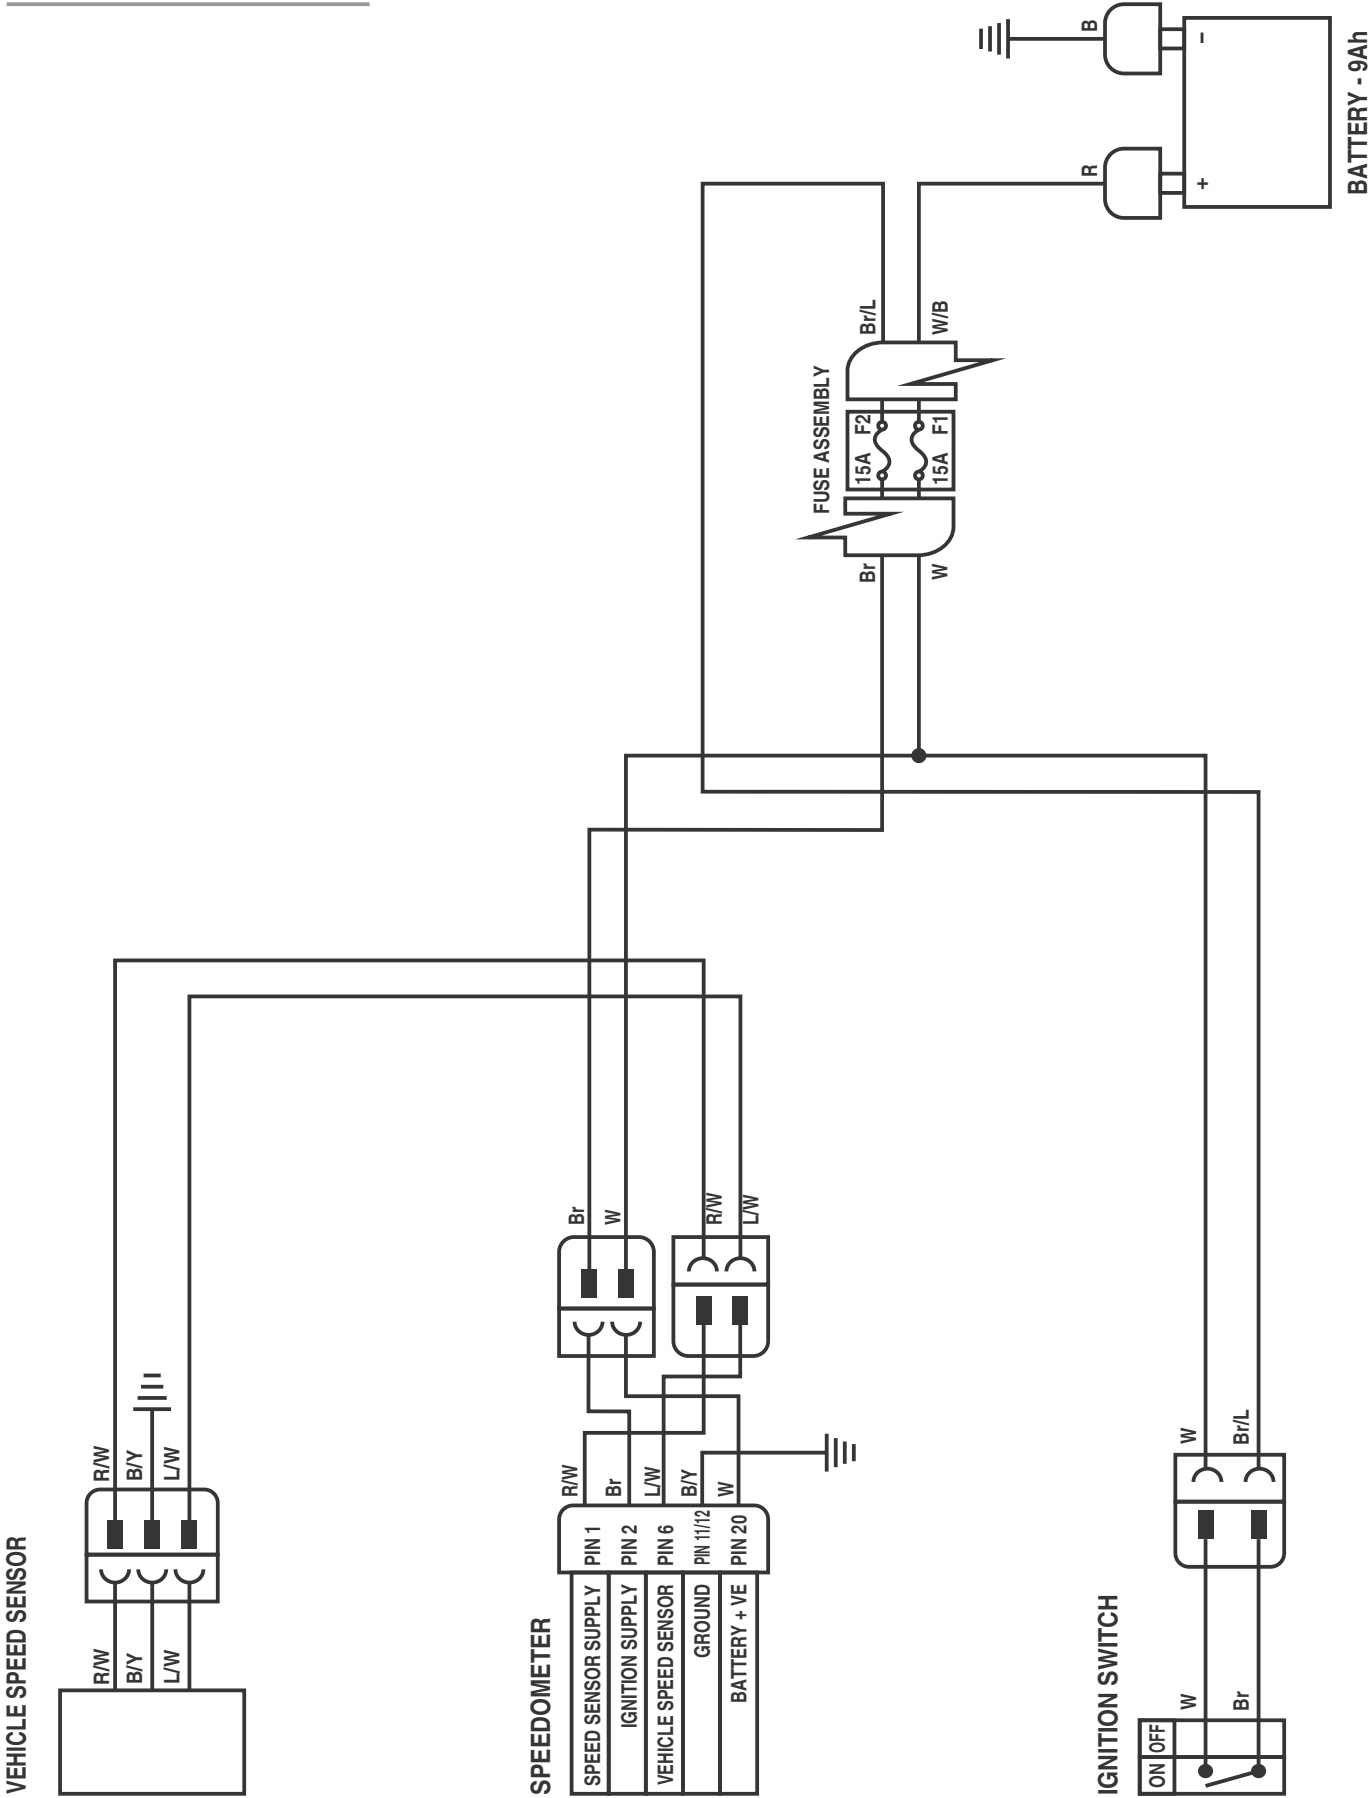 VEHICLE SPEED SENSOR
R/W
B/Y
L/W
R/W
B/Y
L/W
SPEEDOMETER
SPEED SENSOR SUPPLY PIN 1 R/W
IGNITION SUPPLY PIN 2 Br
VEHICLE SPEED SENSOR PIN 6 L/W
GROUND PIN 11/12 B/Y
BATTERY + VE PIN 20 W
Br
W
R/W
L/W
FUSE ASSEMBLY
Br 15A F2 Br/L
W 15A F1 W/B
IGNITION SWITCH
ON OFF
W
Br
W
Br/L
R
B
+
-
BATTERY - 9Ah